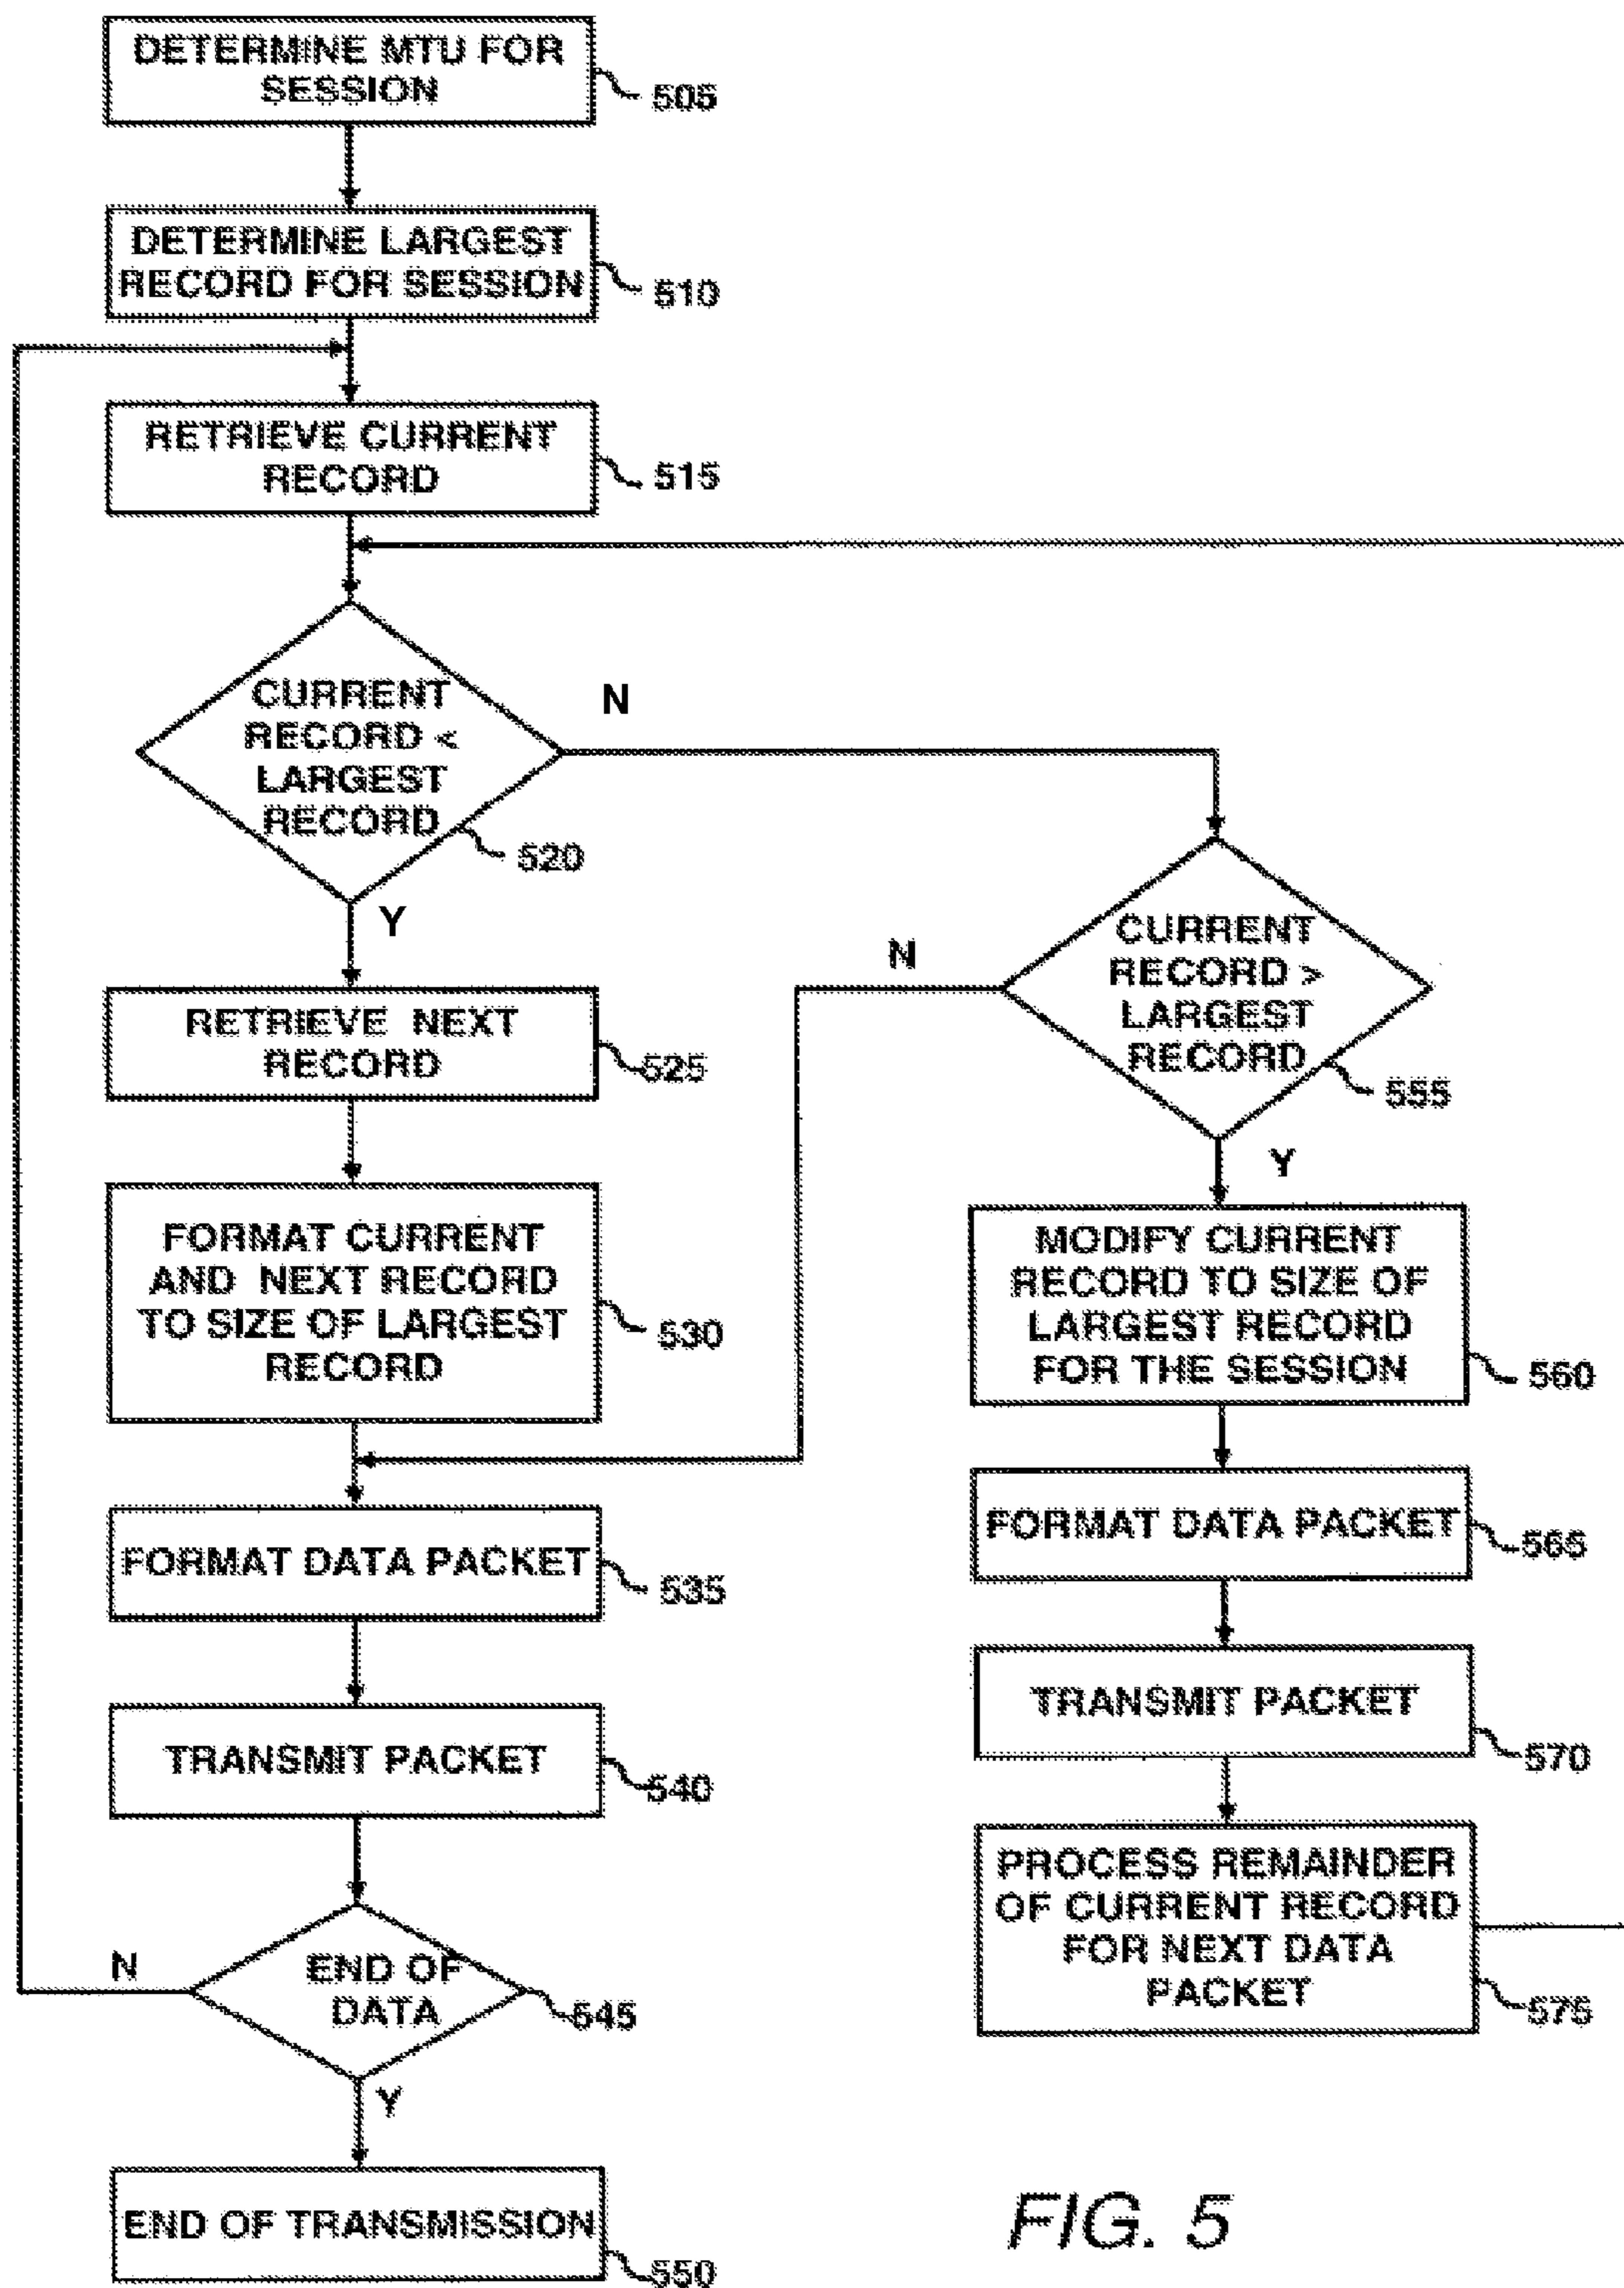 DETERMINE MTU FOR
SESSION
505
DETERMINE LARGEST
RECORD FOR SESSION
510
RETRIEVE CURRENT
RECORD
515
CURRENT
RECORD <
LARGEST
RECORD
520
N
Y
RETRIEVE NEXT
RECORD
525
FORMAT CURRENT
AND NEXT RECORD
TO SIZE OF LARGEST
RECORD
530
FORMAT DATA PACKET
535
TRANSMIT PACKET
540
END OF
DATA
545
N
Y
END OF TRANSMISSION
550
CURRENT
RECORD >
LARGEST
RECORD
555
N
Y
MODIFY CURRENT
RECORD TO SIZE OF
LARGEST RECORD
FOR THE SESSION
560
FORMAT DATA PACKET
565
TRANSMIT PACKET
570
PROCESS REMAINDER
OF CURRENT RECORD
FOR NEXT DATA
PACKET
575
FIG. 5